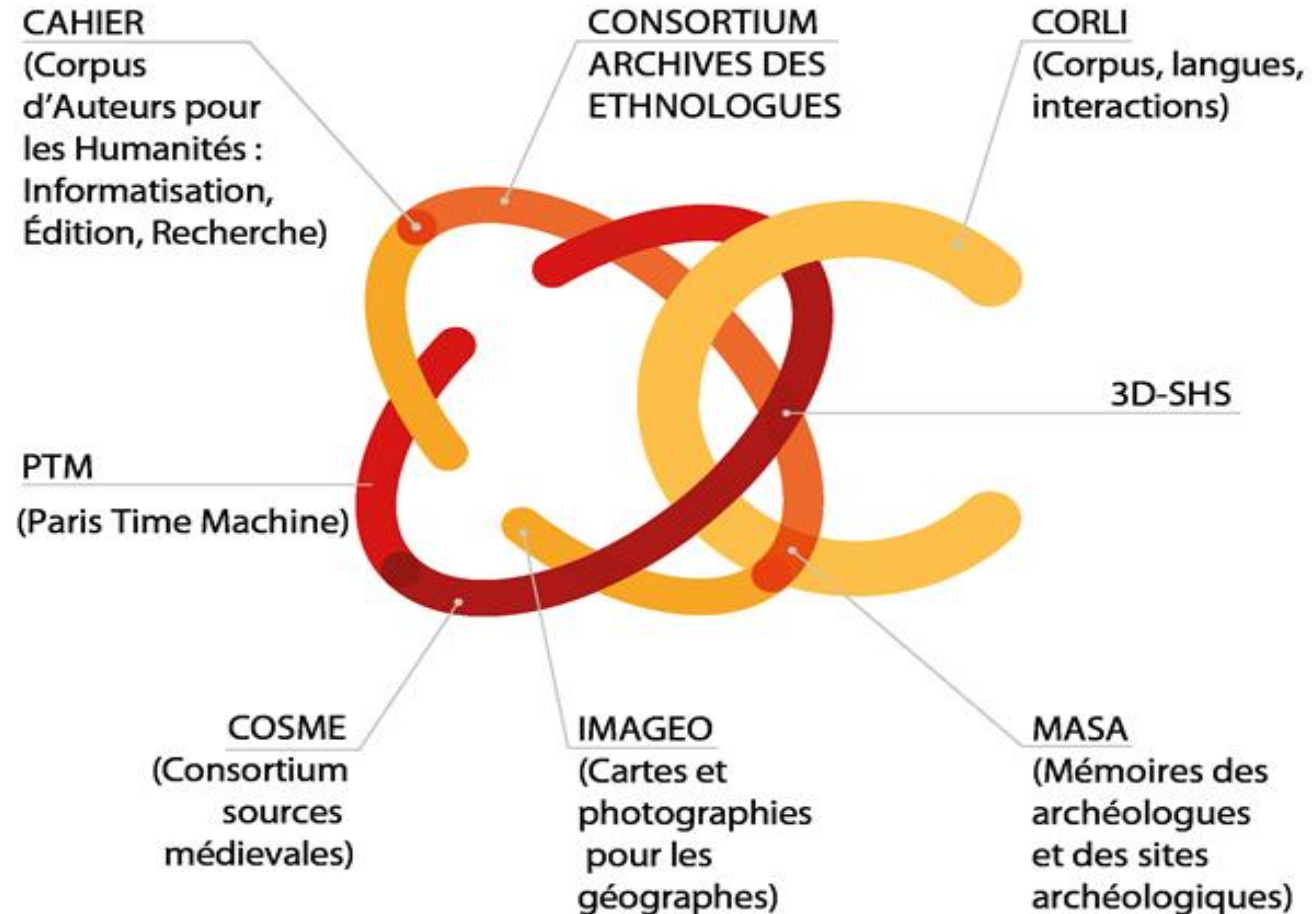 CAHIER
(Corpus
d’Auteurs pour
les Humanités :
Informatisation,
Édition, Recherche)
CONSORTIUM
ARCHIVES DES
ETHNOLOGUES
CORLI
(Corpus, langues,
interactions)
3D-SHS
PTM
(Paris Time Machine)
COSME
(Consortium
sources
médievales)
IMAGEO
(Cartes et
photographies
pour les
géographes)
MASA
(Mémoires des
archéologues
et des sites
archéologiques)